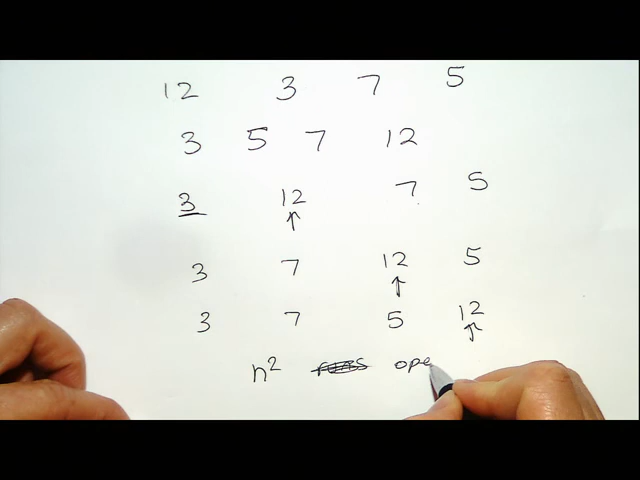 12 3 7 5
3 5 7 12
3 12 7 5
3 7 12 5
3 7 5 12
n² ope